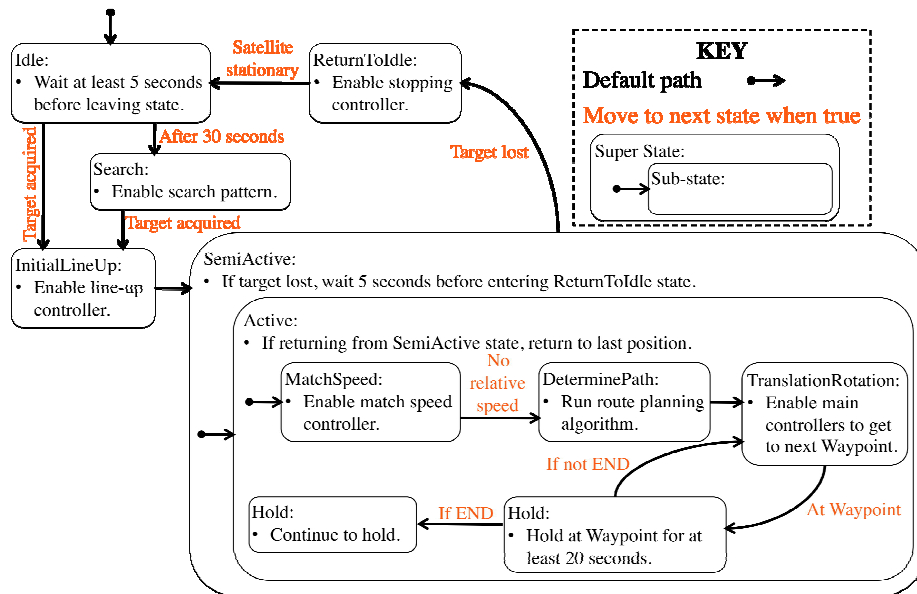 Idle:
• Wait at least 5 seconds
before leaving state.
Satellite
stationary
ReturnToIdle:
• Enable stopping
controller.
KEY
Default path
Move to next state when true
Super State:
Sub-state:
Target acquired
After 30 seconds
Search:
• Enable search pattern.
Target acquired
Target lost
InitialLineUp:
• Enable line-up
controller.
SemiActive:
• If target lost, wait 5 seconds before entering ReturnToIdle state.
Active:
• If returning from SemiActive state, return to last position.
MatchSpeed:
• Enable match speed
controller.
No
relative
speed
DeterminePath:
• Run route planning
algorithm.
TranslationRotation:
• Enable main
controllers to get
to next Waypoint.
If not END
At Waypoint
Hold:
• Continue to hold.
If END
Hold:
• Hold at Waypoint for at
least 20 seconds.